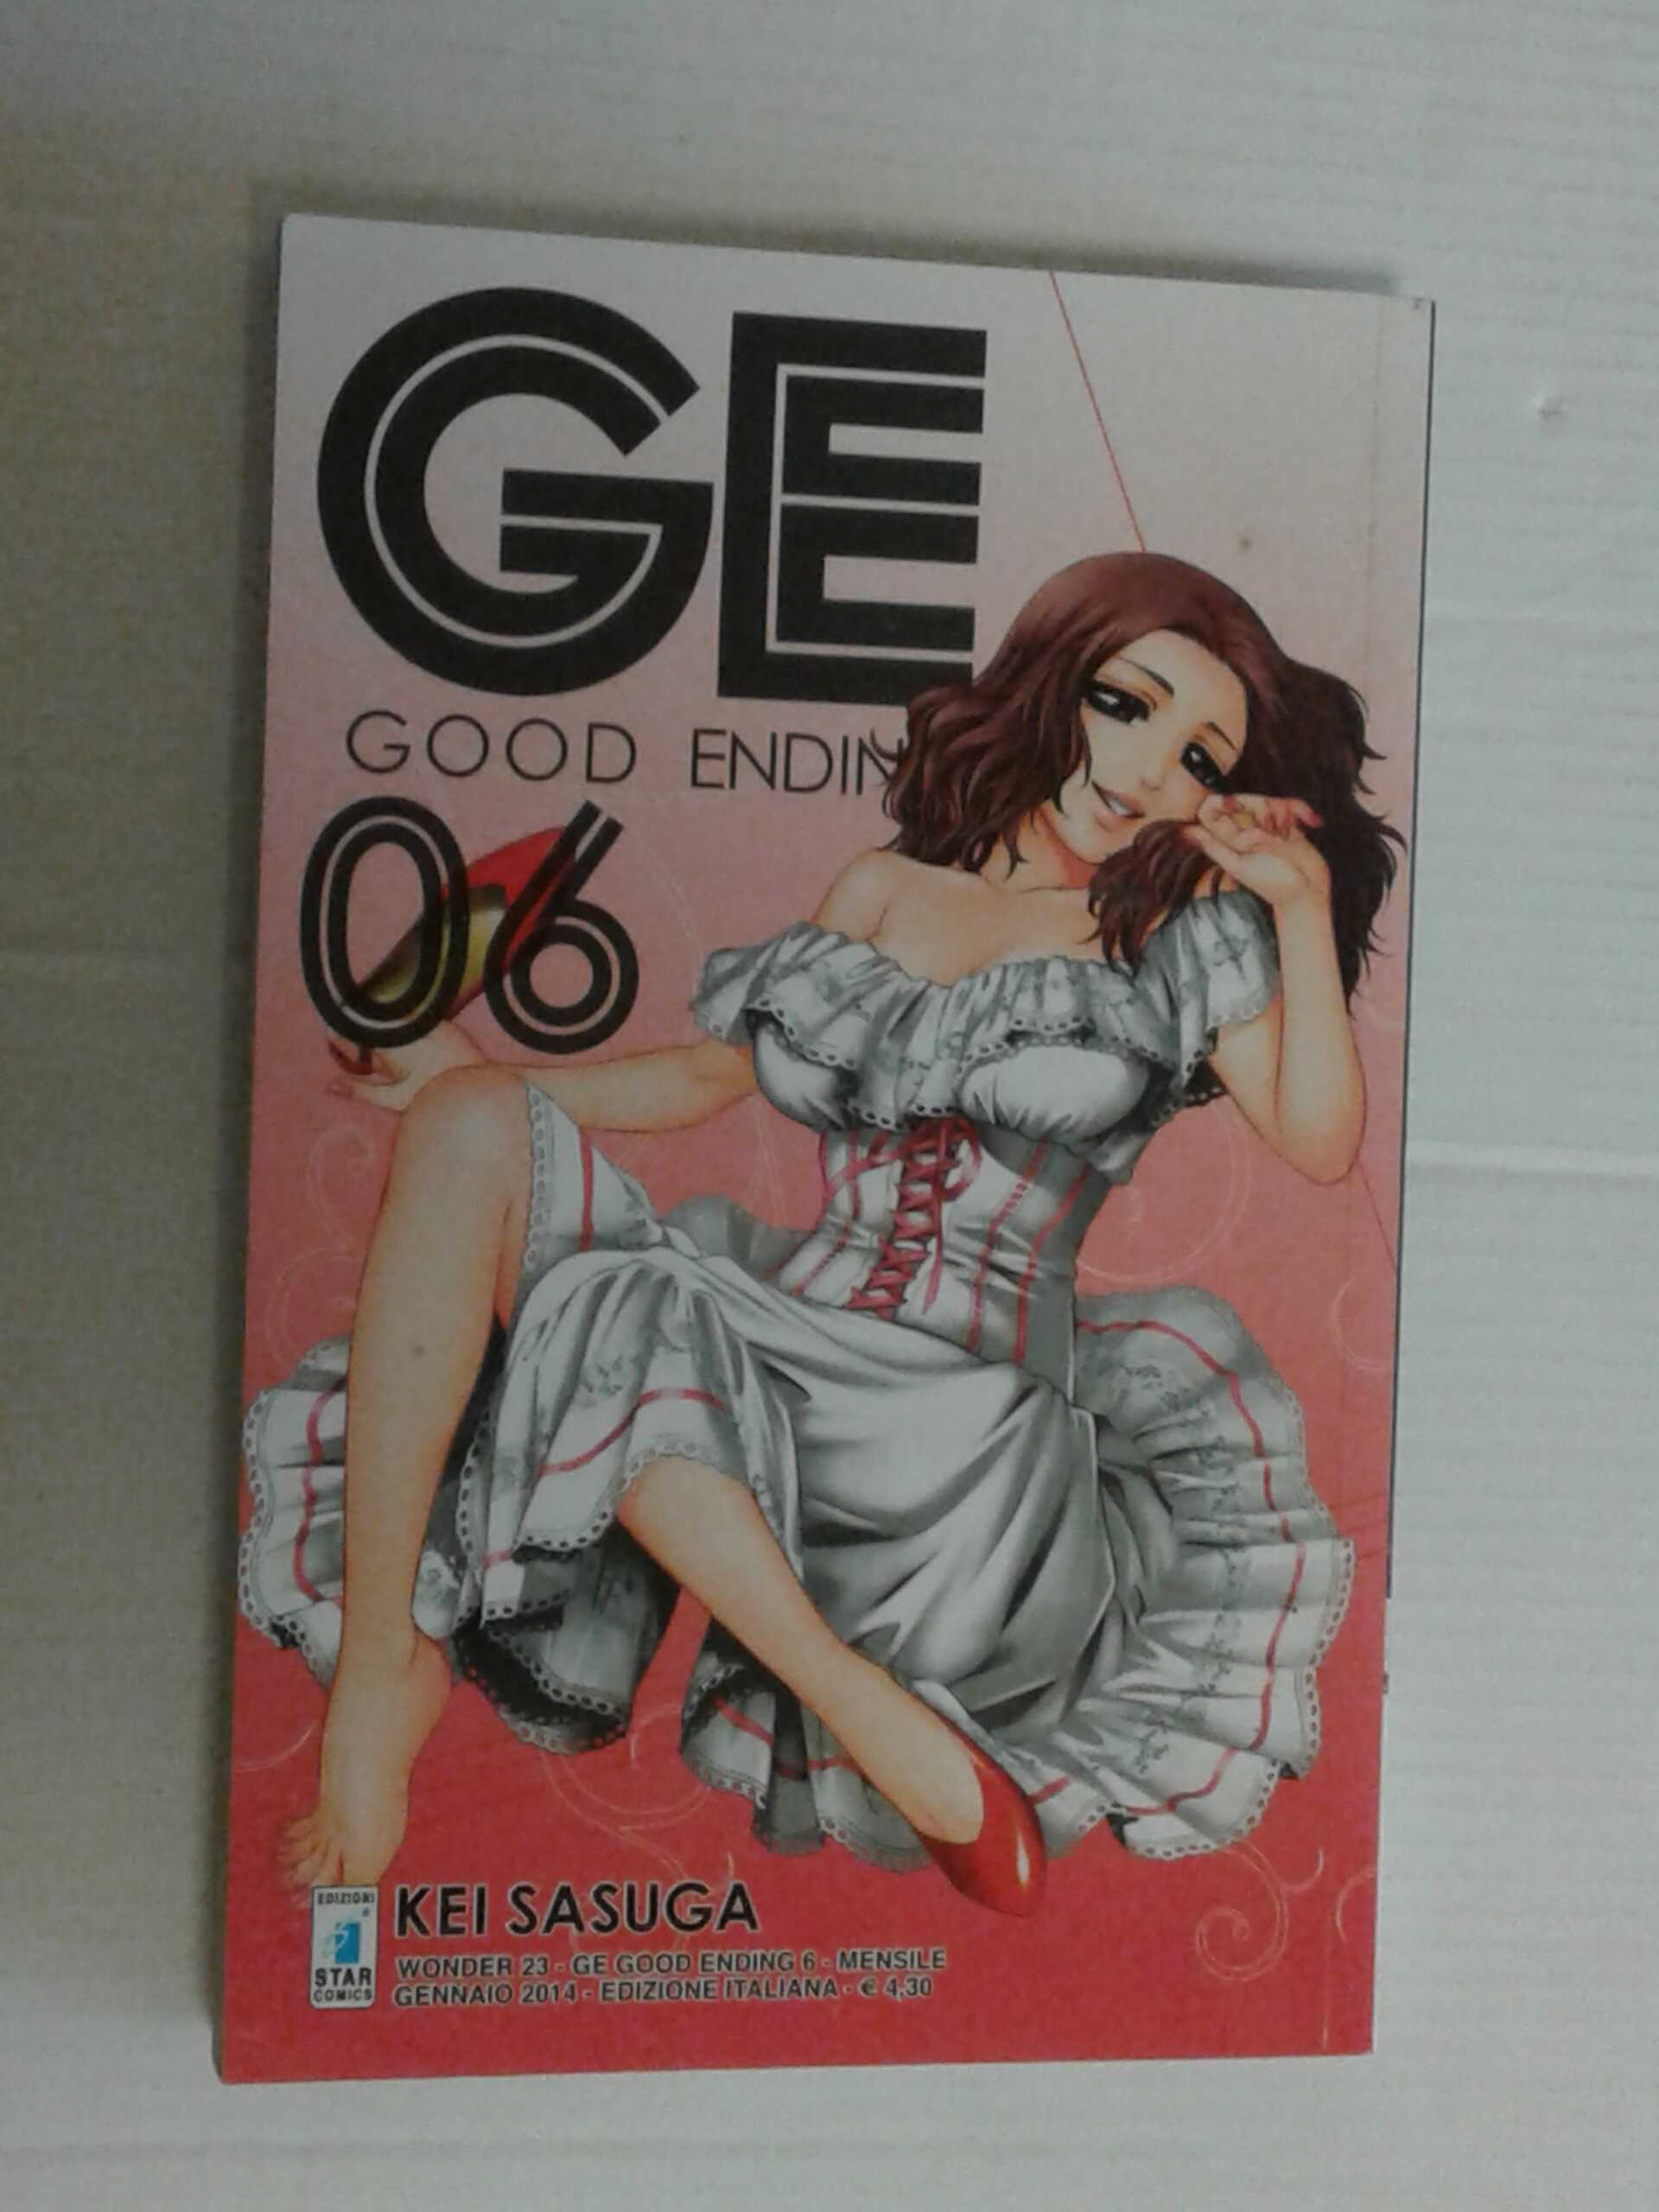 GE
GOOD ENDIN
06
EDIZIONI
STAR
COMICS
KEI SASUGA
WONDER 23 - GE GOOD ENDING 6 - MENSILE
GENNAIO 2014 - EDIZIONE ITALIANA - € 4,30